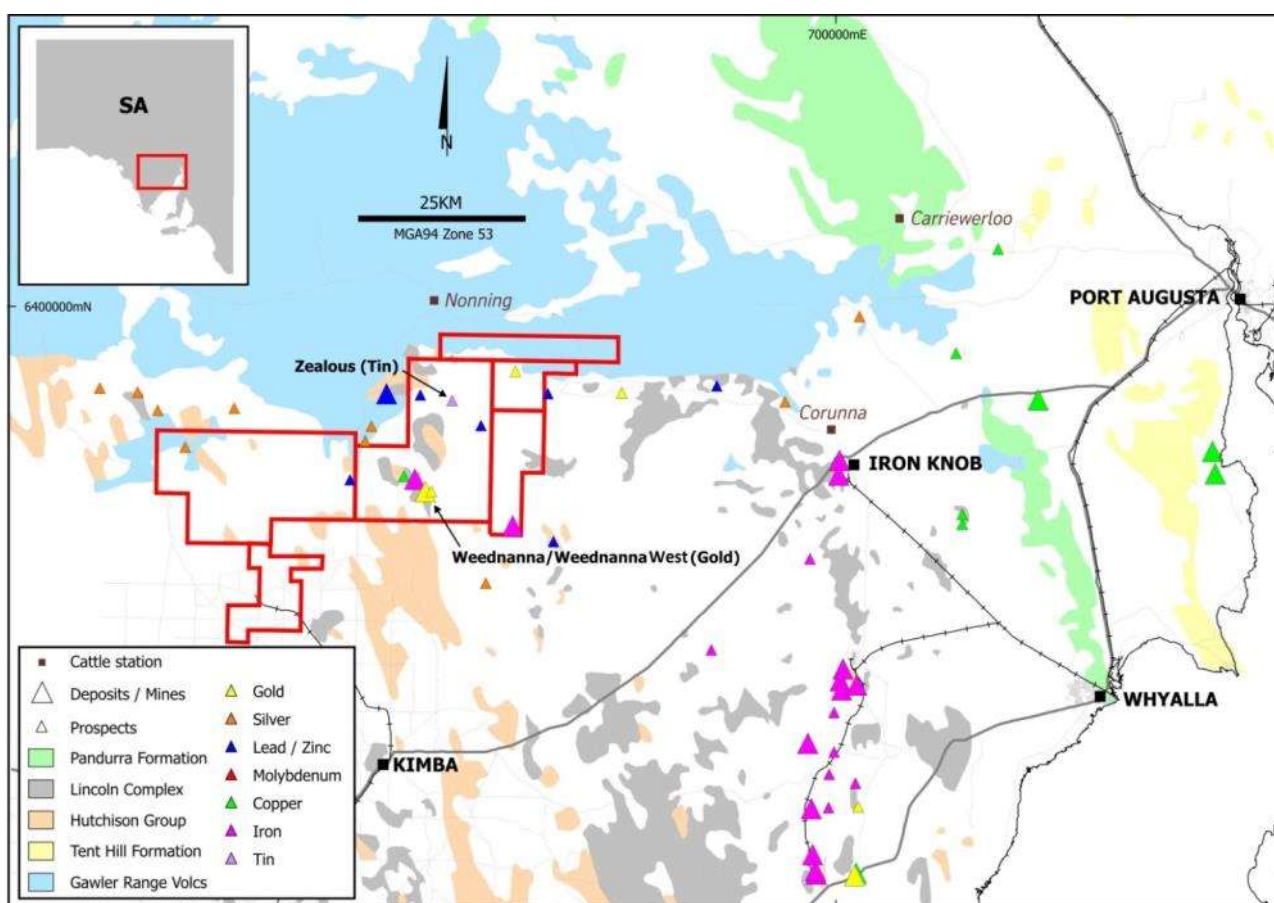 SA
700000mE
N
25KM
MGA94 Zone 53
Carriewerloo
Nonning
6400000mN
PORT AUGUSTA
Zealous (Tin)
Corunna
IRON KNOB
Weednanna/Weednanna West (Gold)
WHYALLA
KIMBA
Cattle station
Deposits / Mines
Prospects
Pandurra Formation
Lincoln Complex
Hutchison Group
Tent Hill Formation
Gawler Range Volcs
Gold
Silver
Lead / Zinc
Molybdenum
Copper
Iron
Tin